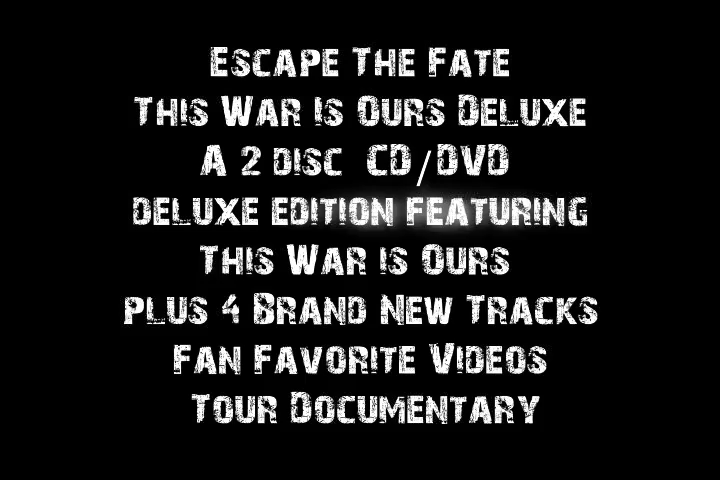 Escape The Fate
This War Is Ours Deluxe
A 2 disc CD/DVD
deluxe edition featuring
This War is Ours
plus 4 Brand New Tracks
Fan Favorite Videos
Tour Documentary